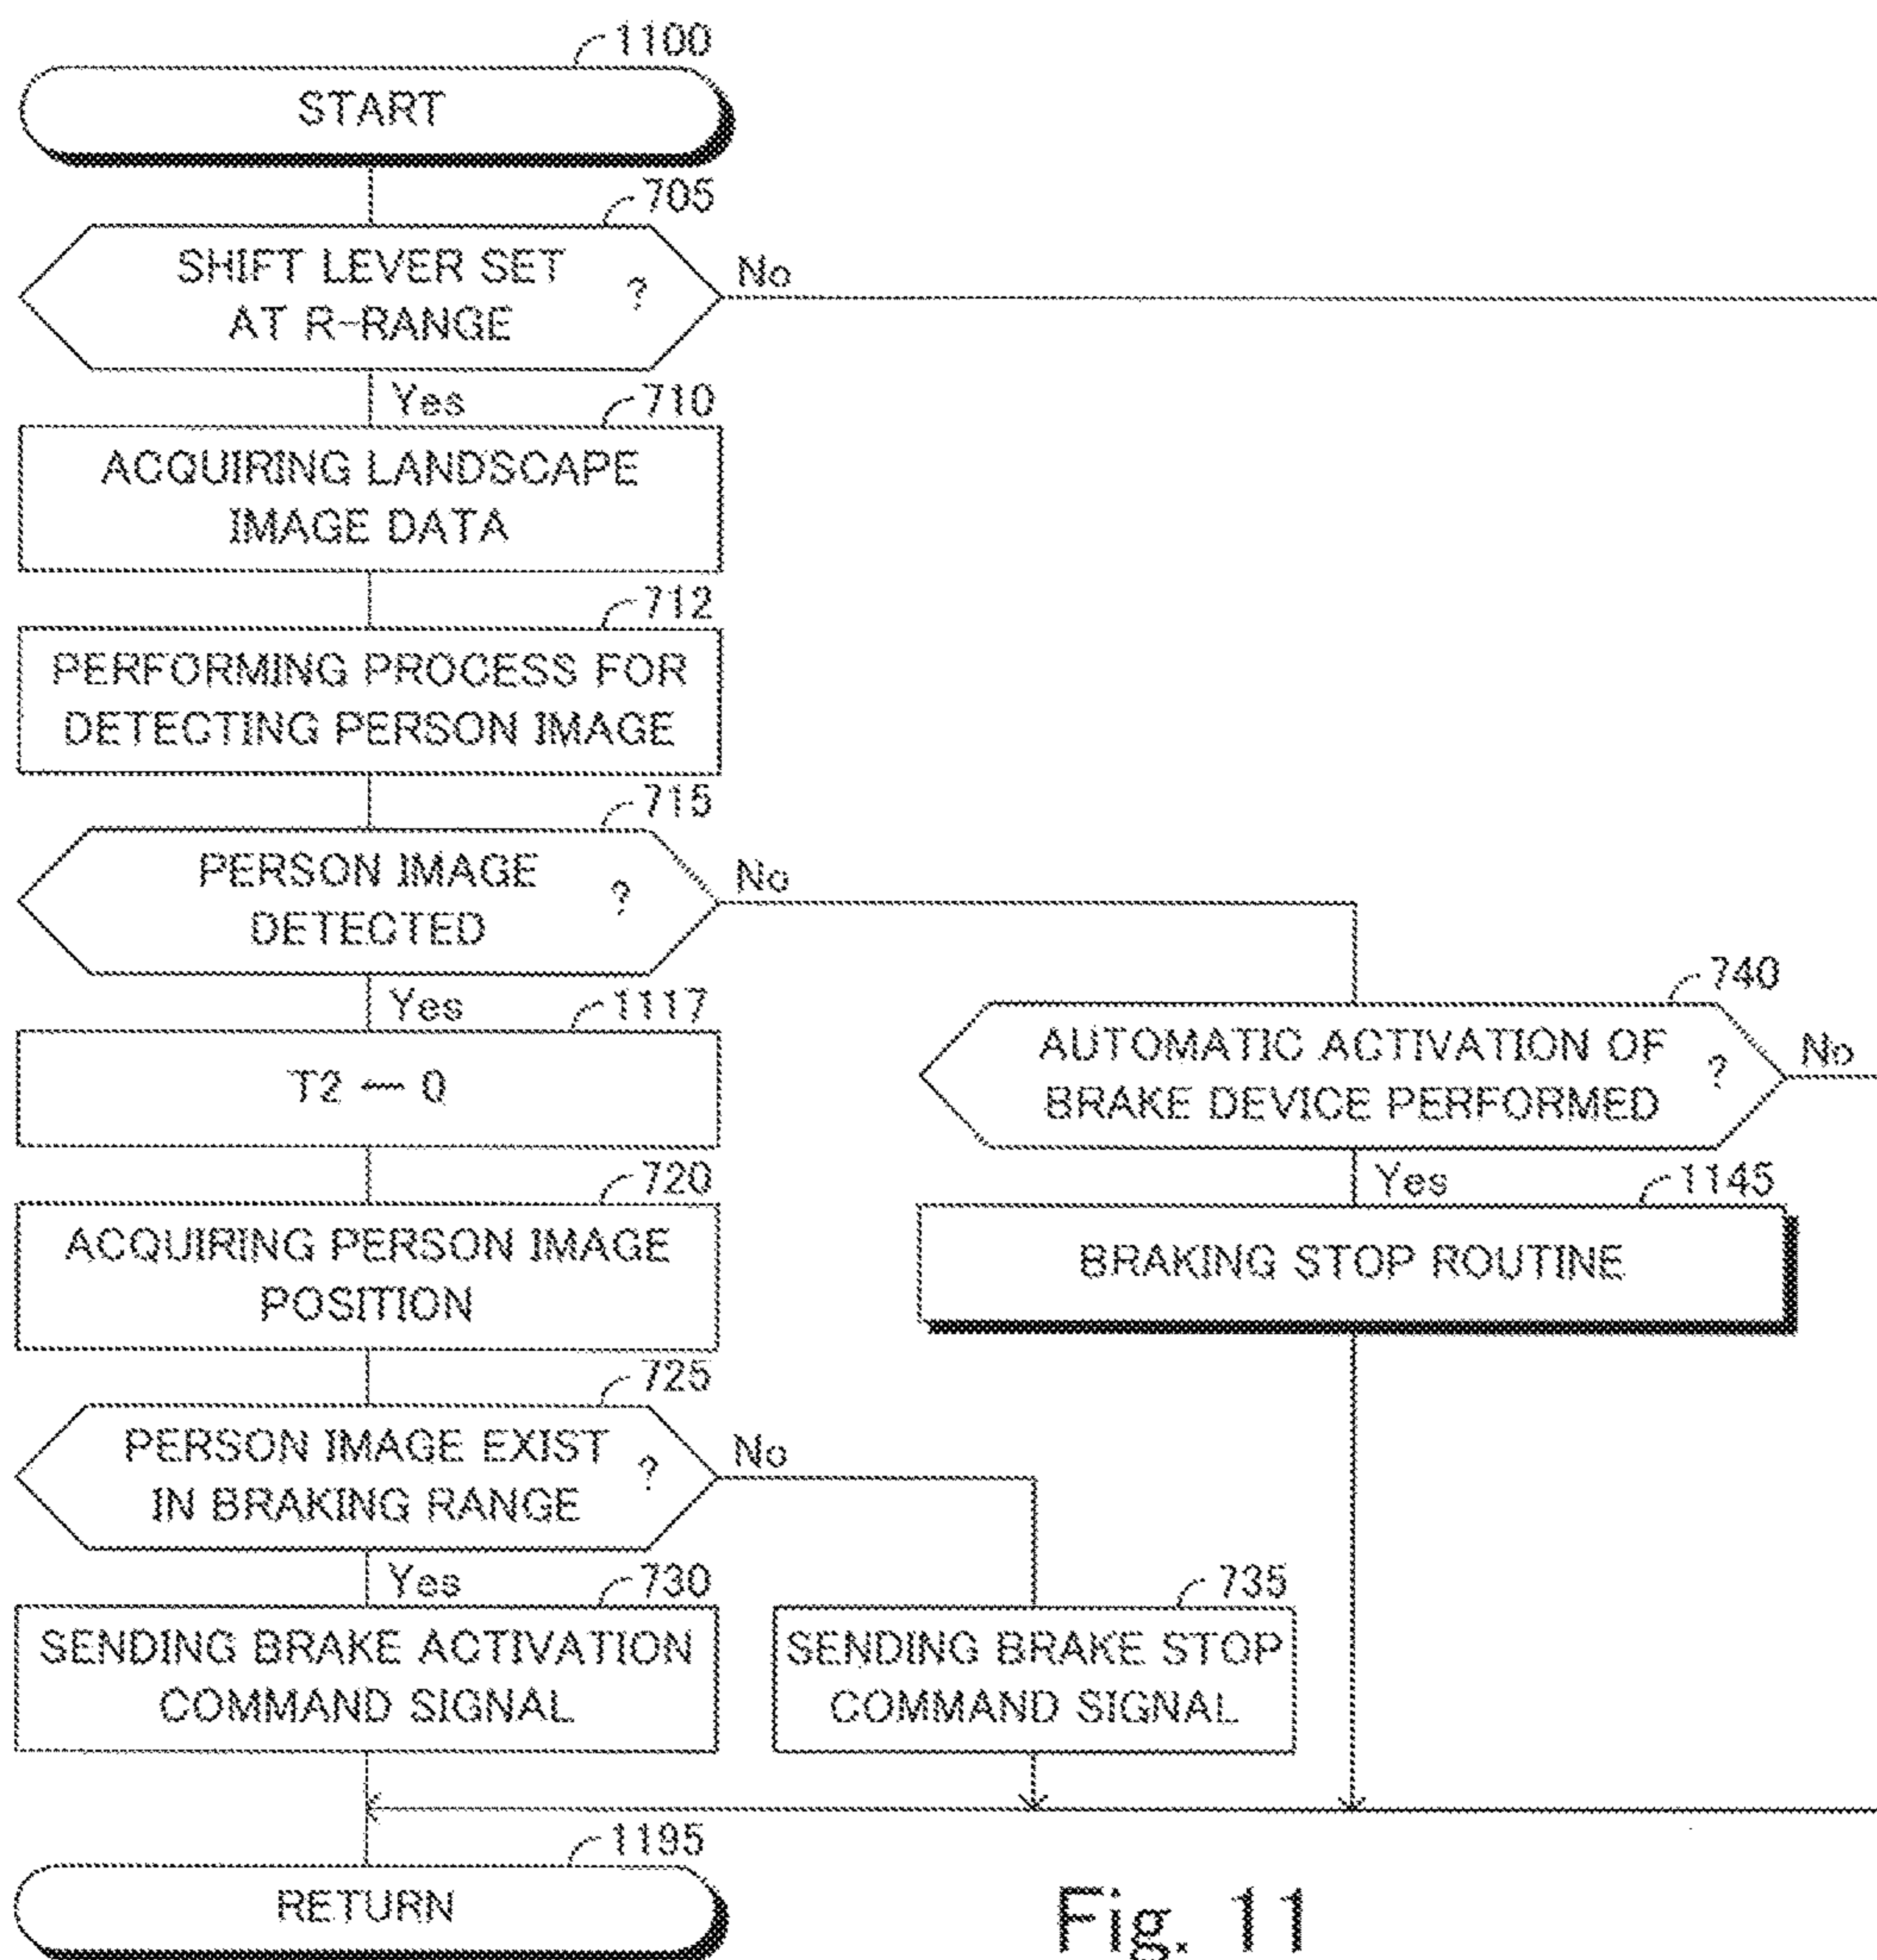 1100
START
705
SHIFT LEVER SET
AT R-RANGE
?
No
Yes
710
ACQUIRING LANDSCAPE
IMAGE DATA
712
PERFORMING PROCESS FOR
DETECTING PERSON IMAGE
715
PERSON IMAGE
DETECTED
?
No
Yes
1117
T2 ← 0
740
AUTOMATIC ACTIVATION OF
BRAKE DEVICE PERFORMED
?
No
Yes
1145
BRAKING STOP ROUTINE
720
ACQUIRING PERSON IMAGE
POSITION
725
PERSON IMAGE EXIST
IN BRAKING RANGE
?
No
Yes
730
SENDING BRAKE ACTIVATION
COMMAND SIGNAL
735
SENDING BRAKE STOP
COMMAND SIGNAL
1195
RETURN
Fig. 11